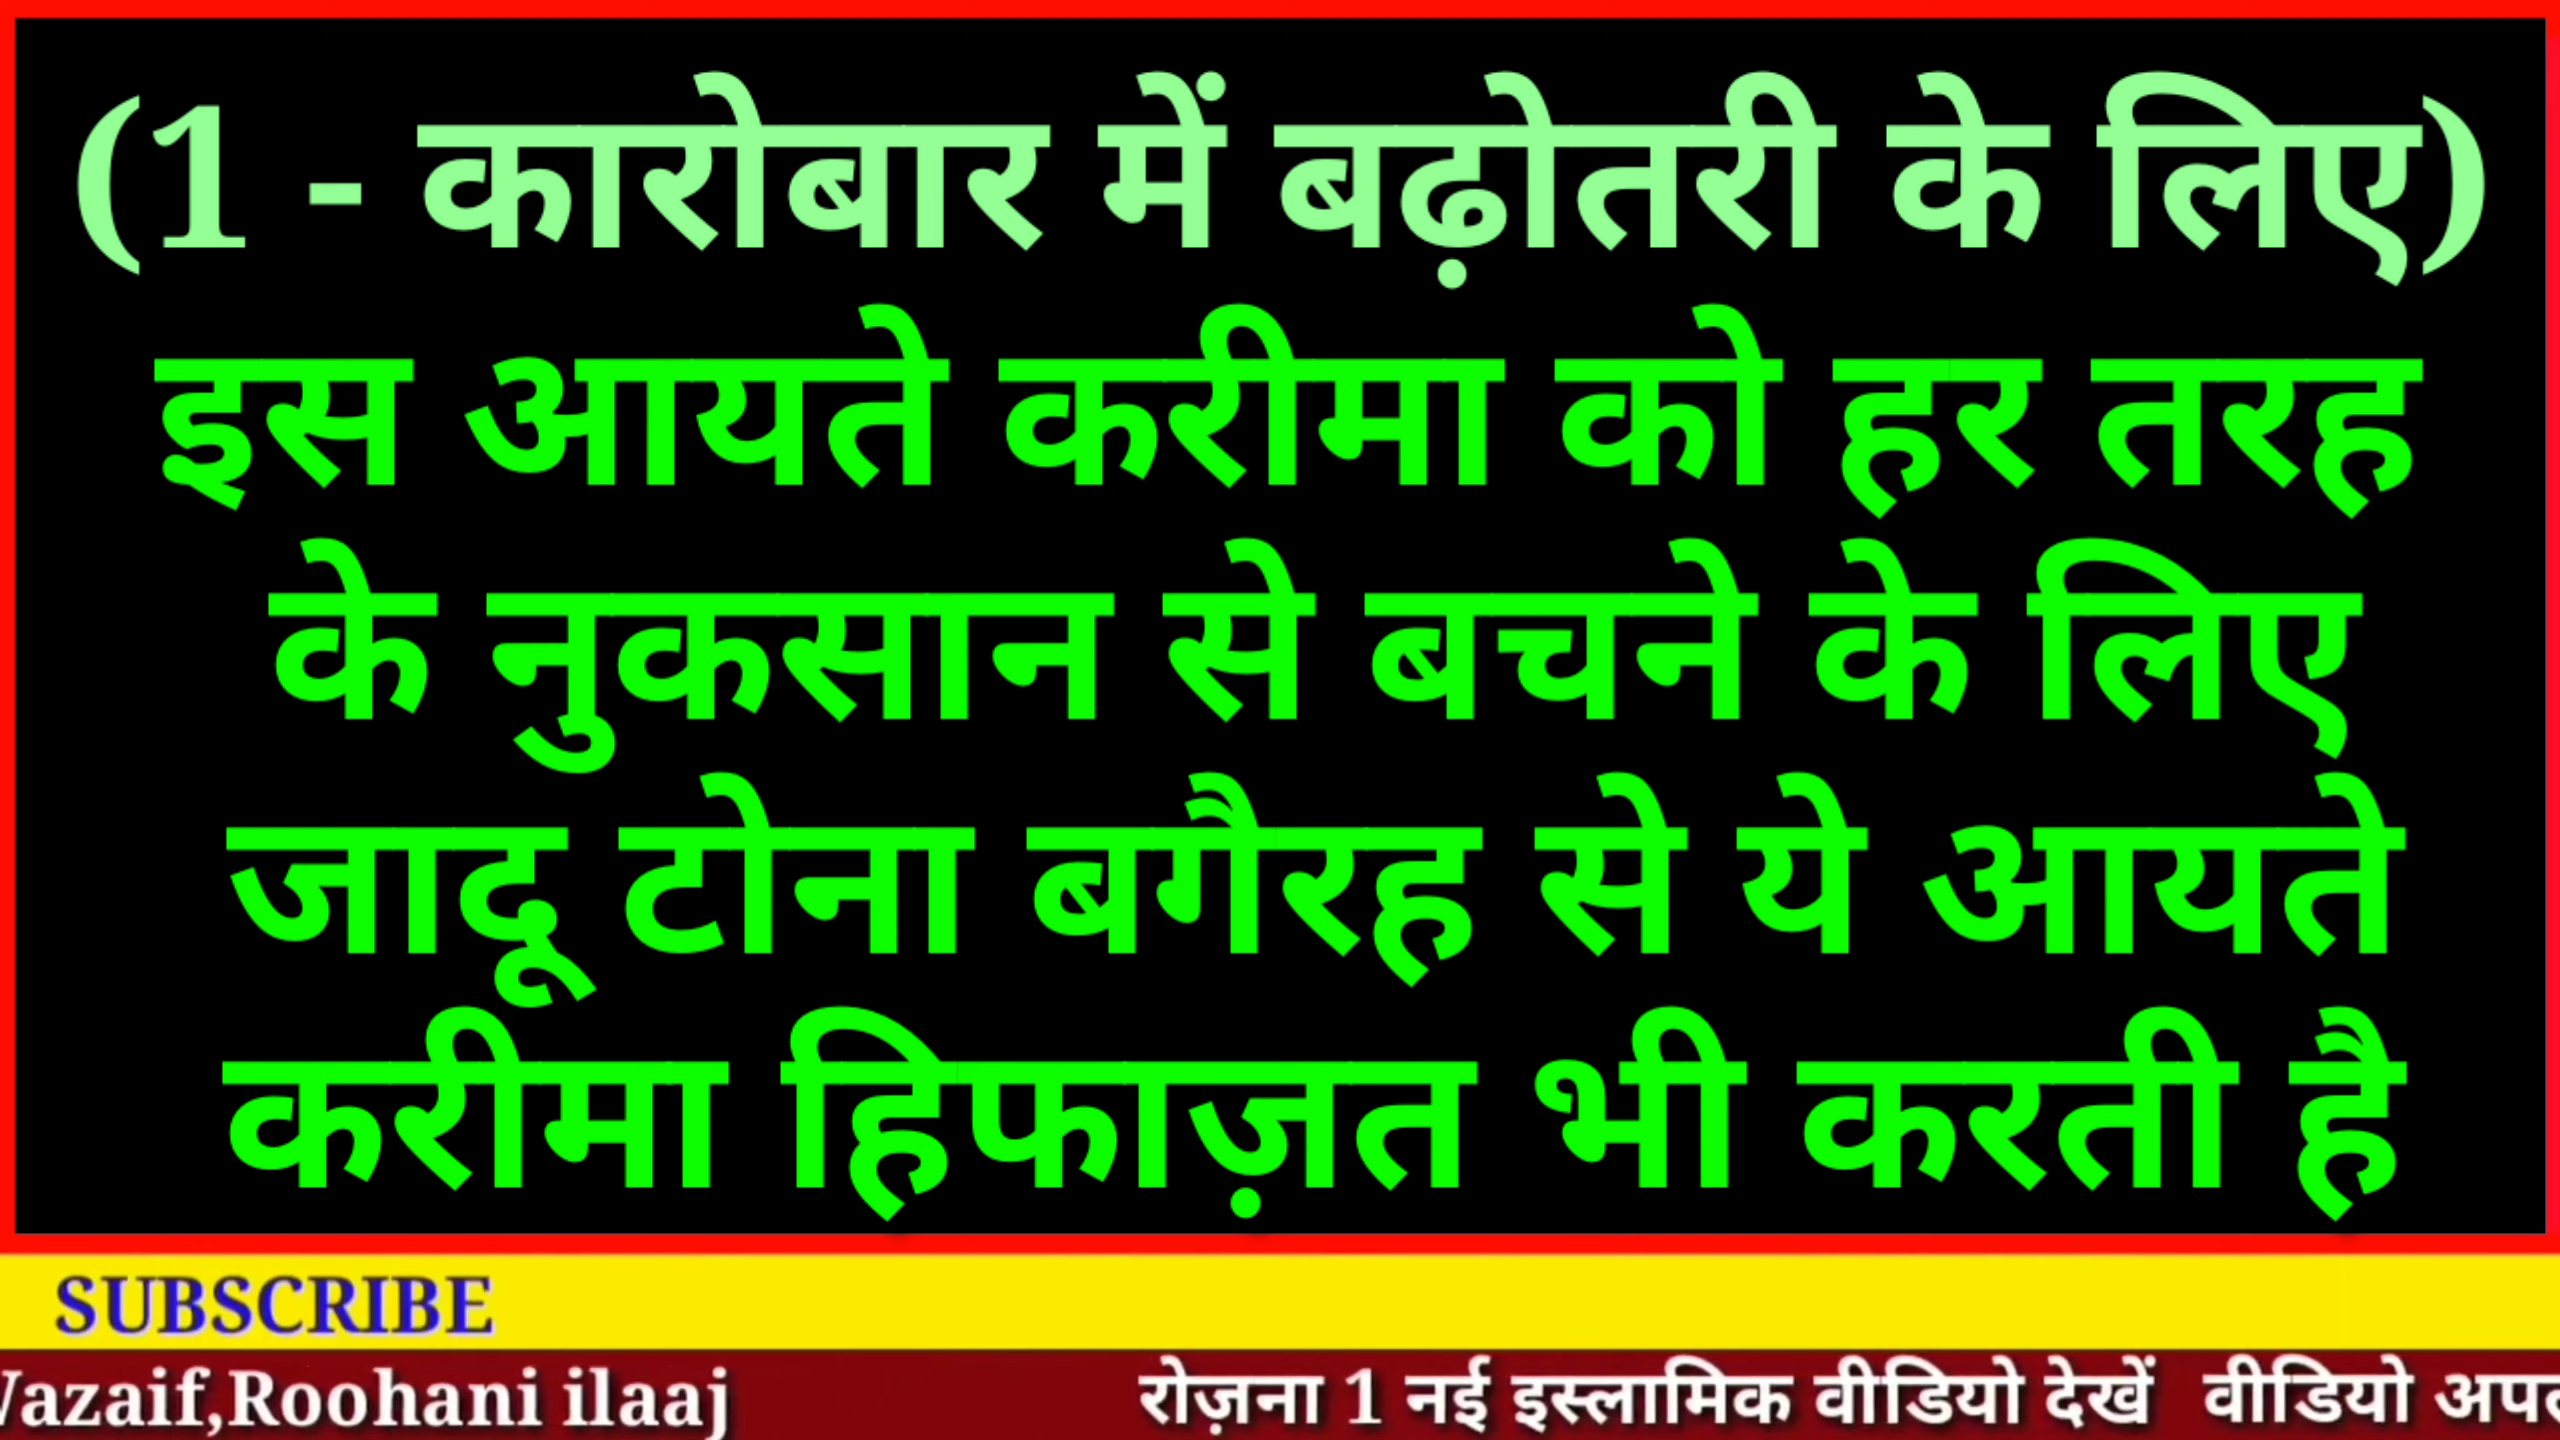 (1 - कारोबार में बढ़ोतरी के लिए)
इस आयते करीमा को हर तरह
के नुकसान से बचने के लिए
जादू टोना बगैरह से ये आयते
करीमा हिफाज़त भी करती है
SUBSCRIBE
Wazaif,Roohani ilaaj रोज़ना 1 नई इस्लामिक वीडियो देखें वीडियो